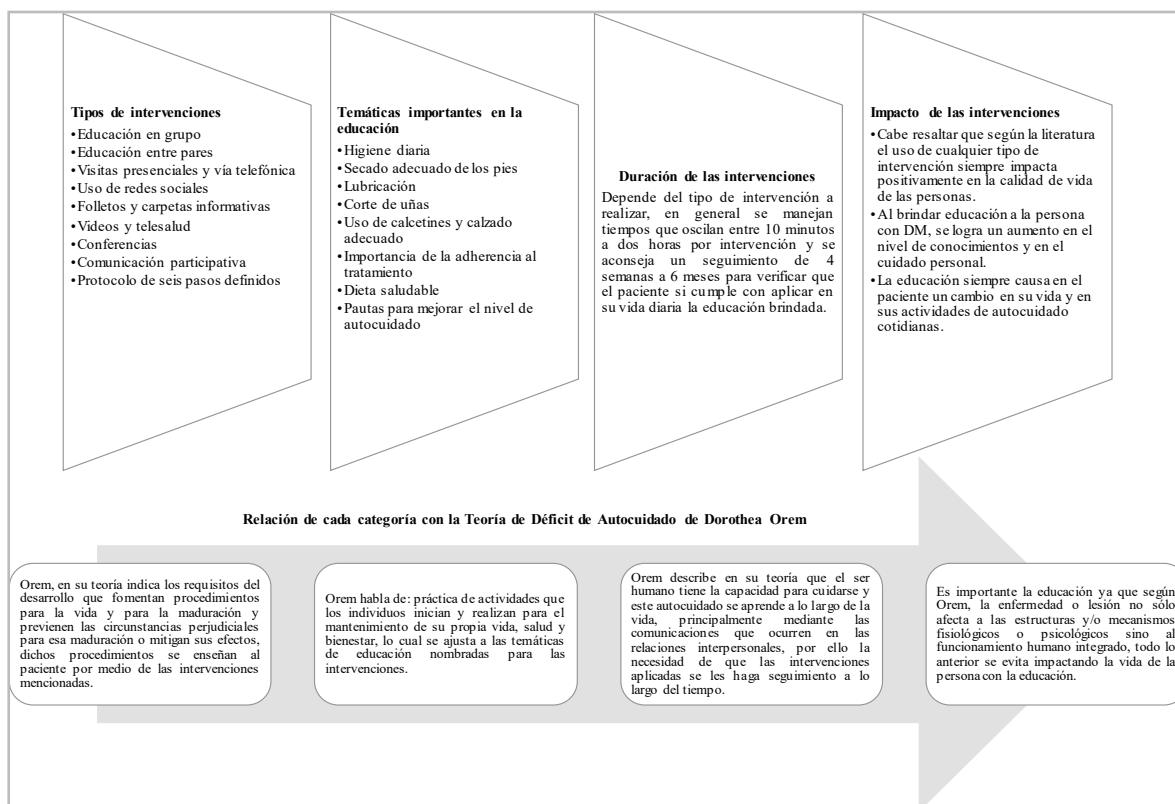 Tipos de intervenciones
•Educación en grupo
•Educación entre pares
•Visitas presenciales y vía telefónica
•Uso de redes sociales
•Folletos y carpetas informativas
•Videos y telesalud
•Conferencias
•Comunicación participativa
•Protocolo de seis pasos definidos
Temáticas importantes en la
educación
•Higiene diaria
•Secado adecuado de los pies
•Lubricación
•Corte de uñas
•Uso de calcetines y calzado
adecuado
•Importancia de la adherencia al
tratamiento
•Dieta saludable
•Pautas para mejorar el nivel de
autocuidado
Duración de las intervenciones
Depende del tipo de intervención a
realizar, en general se manejan
tiempos que oscilan entre 10 minutos
a dos horas por intervención y se
aconseja un seguimiento de 4
semanas a 6 meses para verificar que
el paciente si cumple con aplicar en
su vida diaria la educación brindada.
Impacto de las intervenciones
•Cabe resaltar que según la literatura
el uso de cualquier tipo de
intervención siempre impacta
positivamente en la calidad de vida
de las personas.
•Al brindar educación a la persona
con DM, se logra un aumento en el
nivel de conocimientos y en el
cuidado personal.
•La educación siempre causa en el
paciente un cambio en su vida y en
sus actividades de autocuidado
cotidianas.
Relación de cada categoría con la Teoría de Déficit de Autocuidado de Dorothea Orem
Orem, en su teoría indica los requisitos del
desarrollo que fomentan procedimientos
para la vida y para la maduración y
previenen las circunstancias perjudiciales
para esa maduración o mitigan sus efectos,
dichos procedimientos se enseñan al
paciente por medio de las intervenciones
mencionadas.
Orem habla de: práctica de actividades que
los individuos inician y realizan para el
mantenimiento de su propia vida, salud y
bienestar, lo cual se ajusta a las temáticas
de educación nombradas para las
intervenciones.
Orem describe en su teoría que el ser
humano tiene la capacidad para cuidarse y
este autocuidado se aprende a lo largo de la
vida, principalmente mediante las
comunicaciones que ocurren en las
relaciones interpersonales, por ello la
necesidad de que las intervenciones
aplicadas se les haga seguimiento a lo
largo del tiempo.
Es importante la educación ya que según
Orem, la enfermedad o lesión no sólo
afecta a las estructuras y/o mecanismos
fisiológicos o psicológicos sino al
funcionamiento humano integrado, todo lo
anterior se evita impactando la vida de la
persona con la educación.